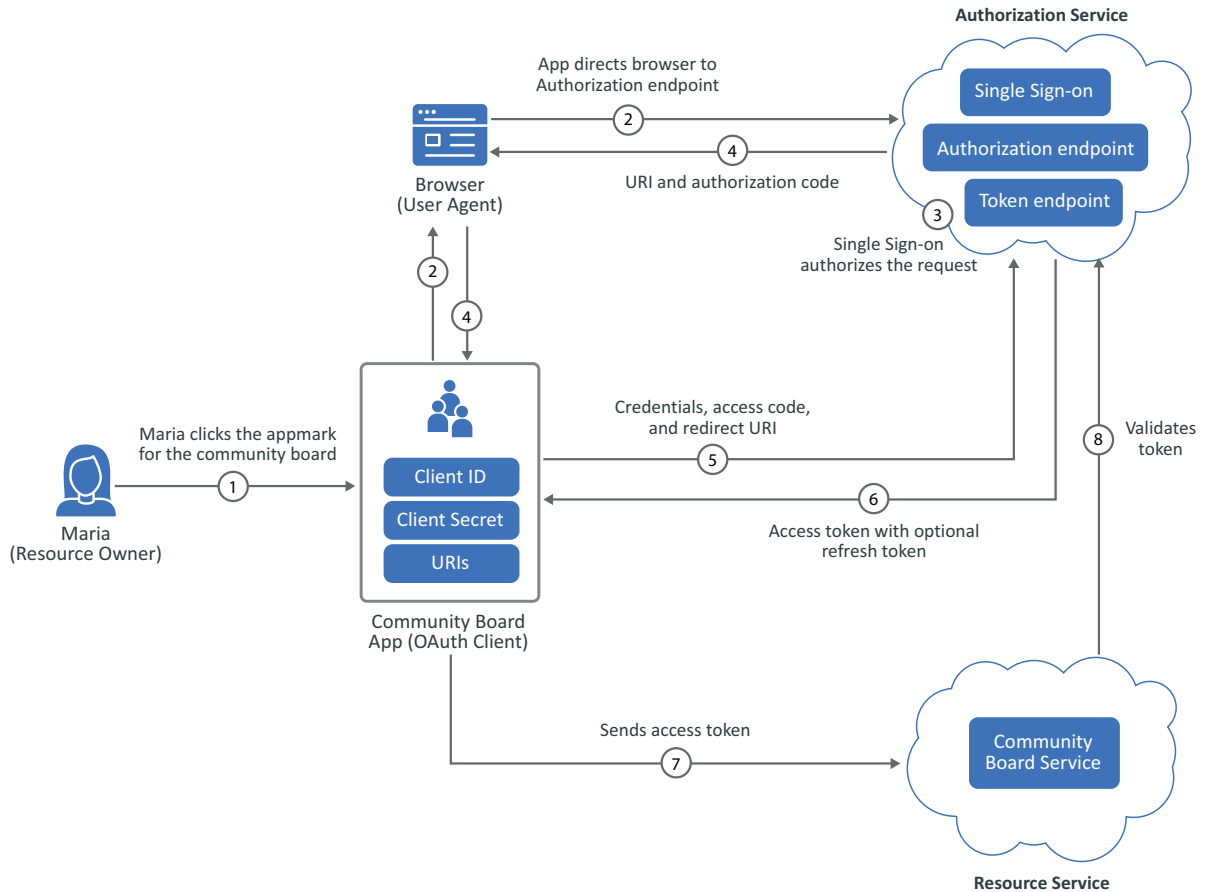 Authorization Service
App directs browser to
Authorization endpoint
Single Sign-on
2
Authorization endpoint
4
Browser
(User Agent)
URI and authorization code
Token endpoint
3
Single Sign-on
authorizes the request
2
4
Maria clicks the appmark
for the community board
1
Maria
(Resource Owner)
Client ID
Client Secret
URIs
Community Board
App (OAuth Client)
Credentials, access code,
and redirect URI
5
6
Access token with optional
refresh token
8
Validates
token
Sends access token
7
Community
Board Service
Resource Service